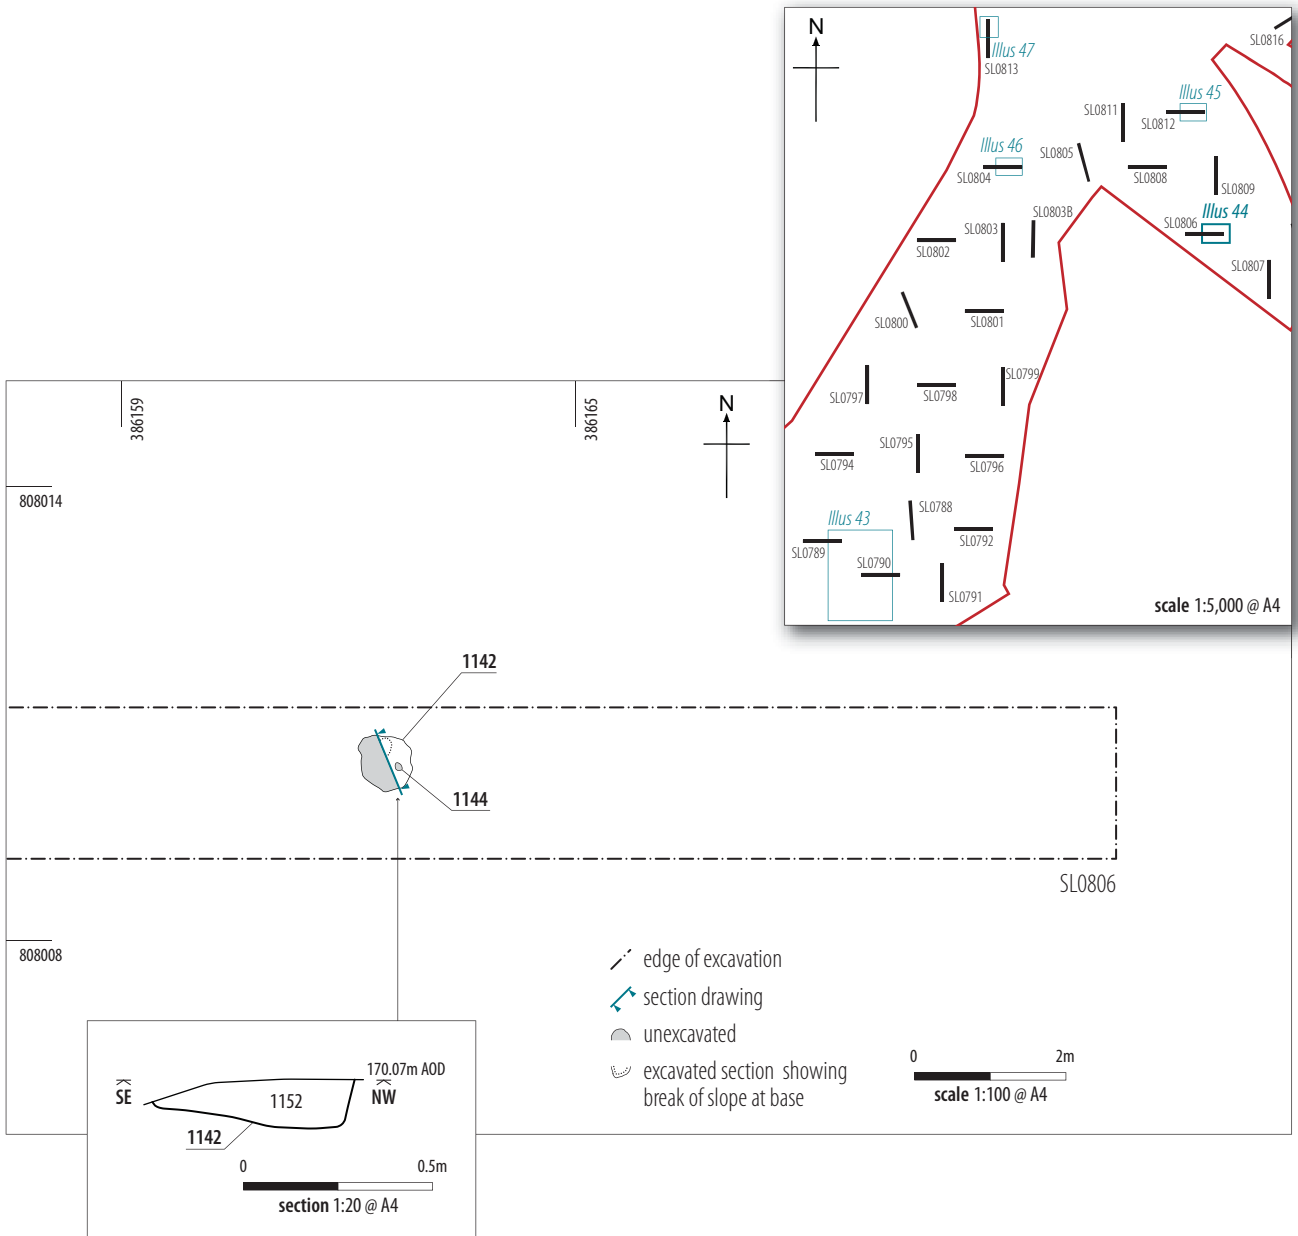 N
Illus 47
SL0813
SL0816
Illus 45
SL0811
SL0812
Illus 46
SL0805
SL0804
SL0808
SL0809
SL0803B
Illus 44
SL0806
SL0803
SL0802
SL0807
SL0800
SL0801
SL0799
SL0797
SL0798
SL0795
SL0794
SL0796
SL0788
Illus 43
SL0792
SL0789
SL0790
SL0791
scale 1:5,000 @ A4
386159
386165
N
808014
1142
1144
SL0806
808008
edge of excavation
section drawing
unexcavated
excavated section showing
break of slope at base
0 2m
scale 1:100 @ A4
170.07m AOD
SE
NW
1152
1142
0 0.5m
section 1:20 @ A4